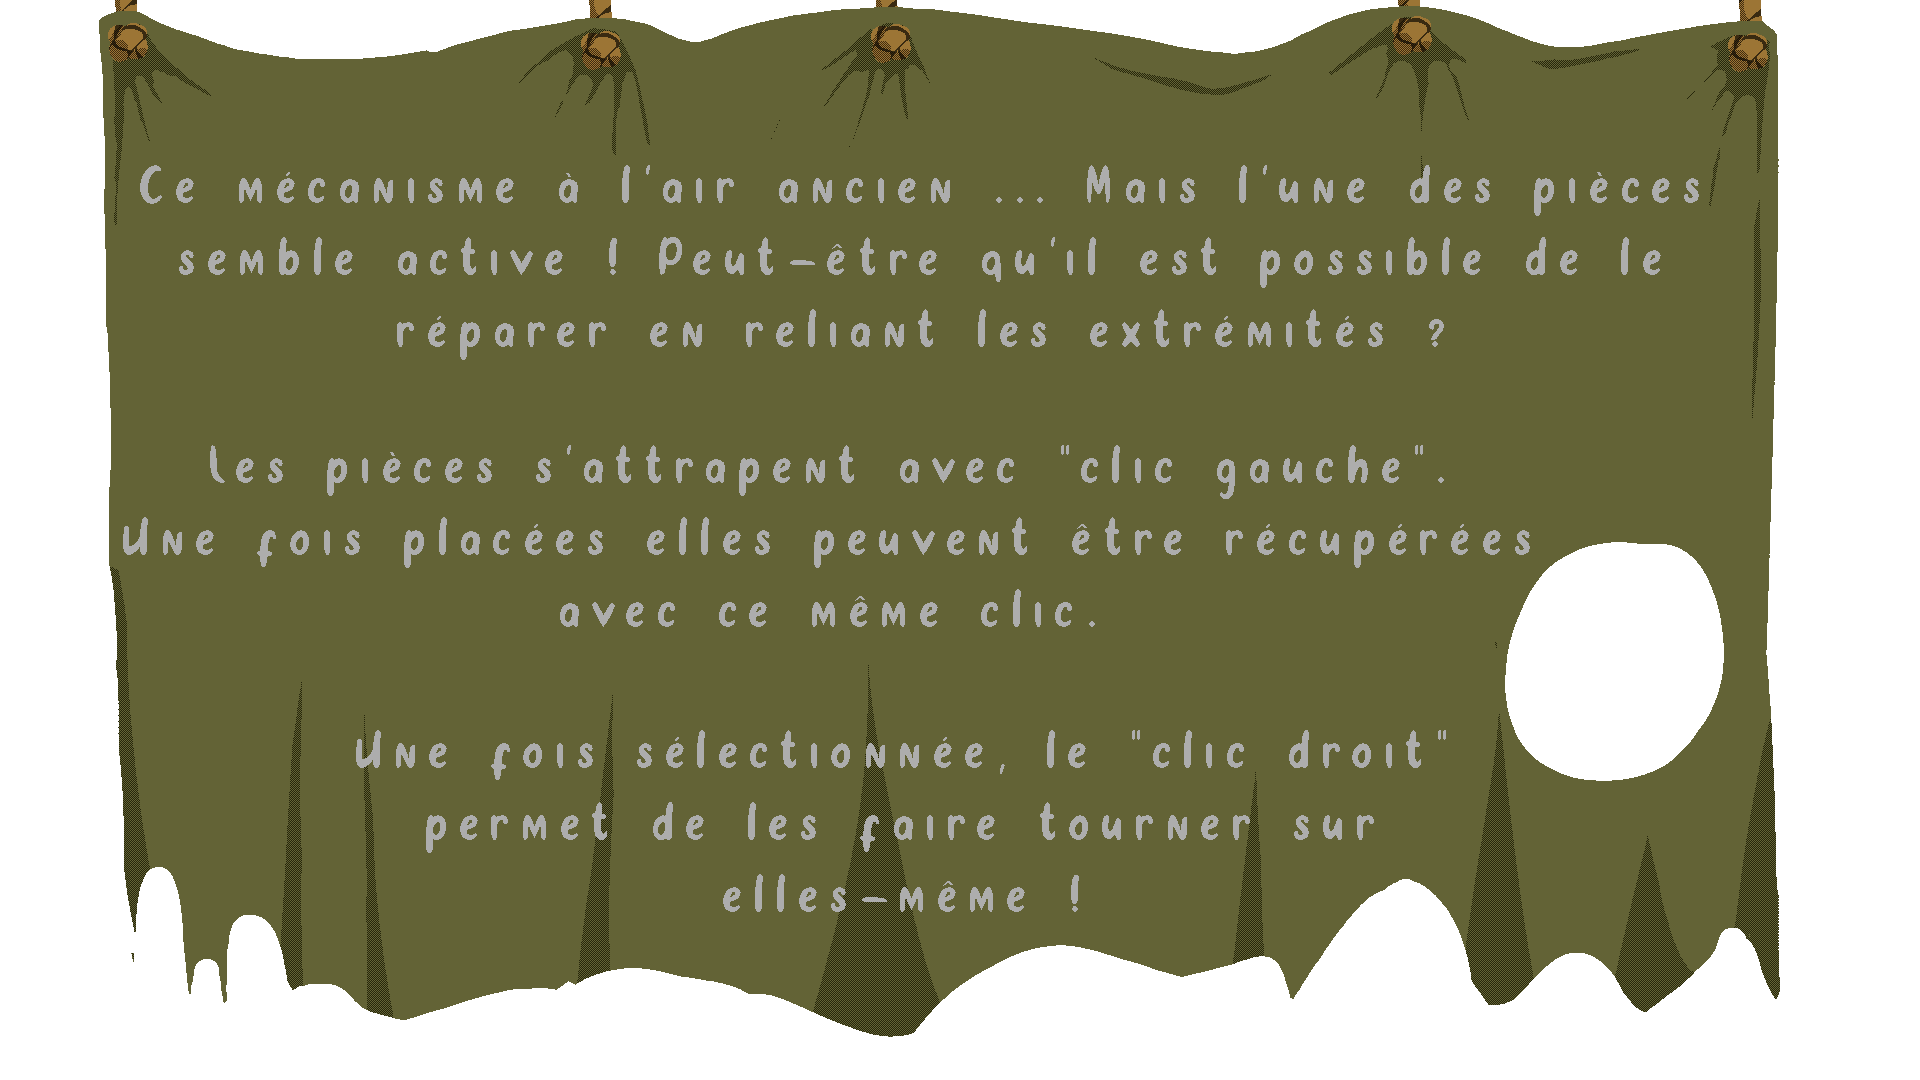 Ce mécanisme à l'air ancien ... Mais l'une des pièces
semble active ! Peut-être qu'il est possible de le
réparer en reliant les extrémités ?
Les pièces s'attrapent avec "clic gauche".
Une fois placées elles peuvent être récupérées
avec ce même clic.
Une fois sélectionnée, le "clic droit"
permet de les faire tourner sur
elles-même !